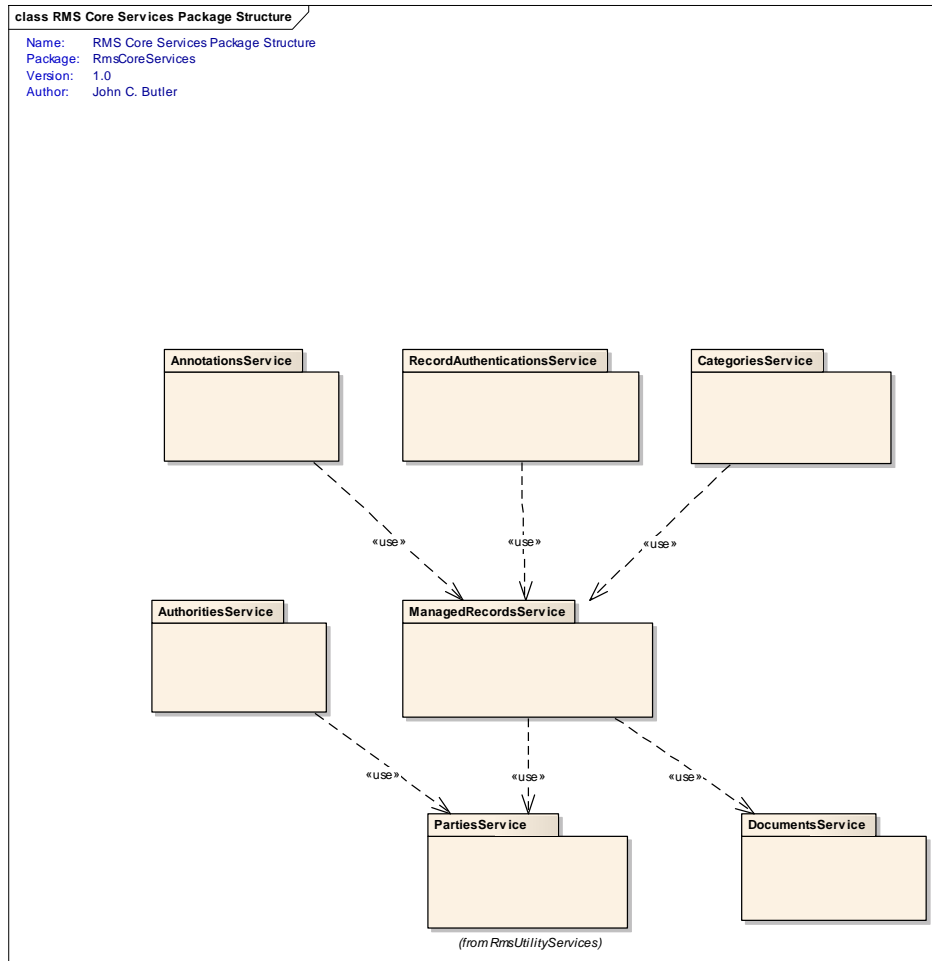 class RMS Core Services Package Structure
Name: RMS Core Services Package Structure
Package: RmsCoreServices
Version: 1.0
Author: John C. Butler
AnnotationsService
RecordAuthenticationsService
CategoriesService
«use»
«use»
«use»
AuthoritiesService
ManagedRecordsService
«use»
«use»
«use»
PartiesService
DocumentsService
(from RmsUtilityServices)